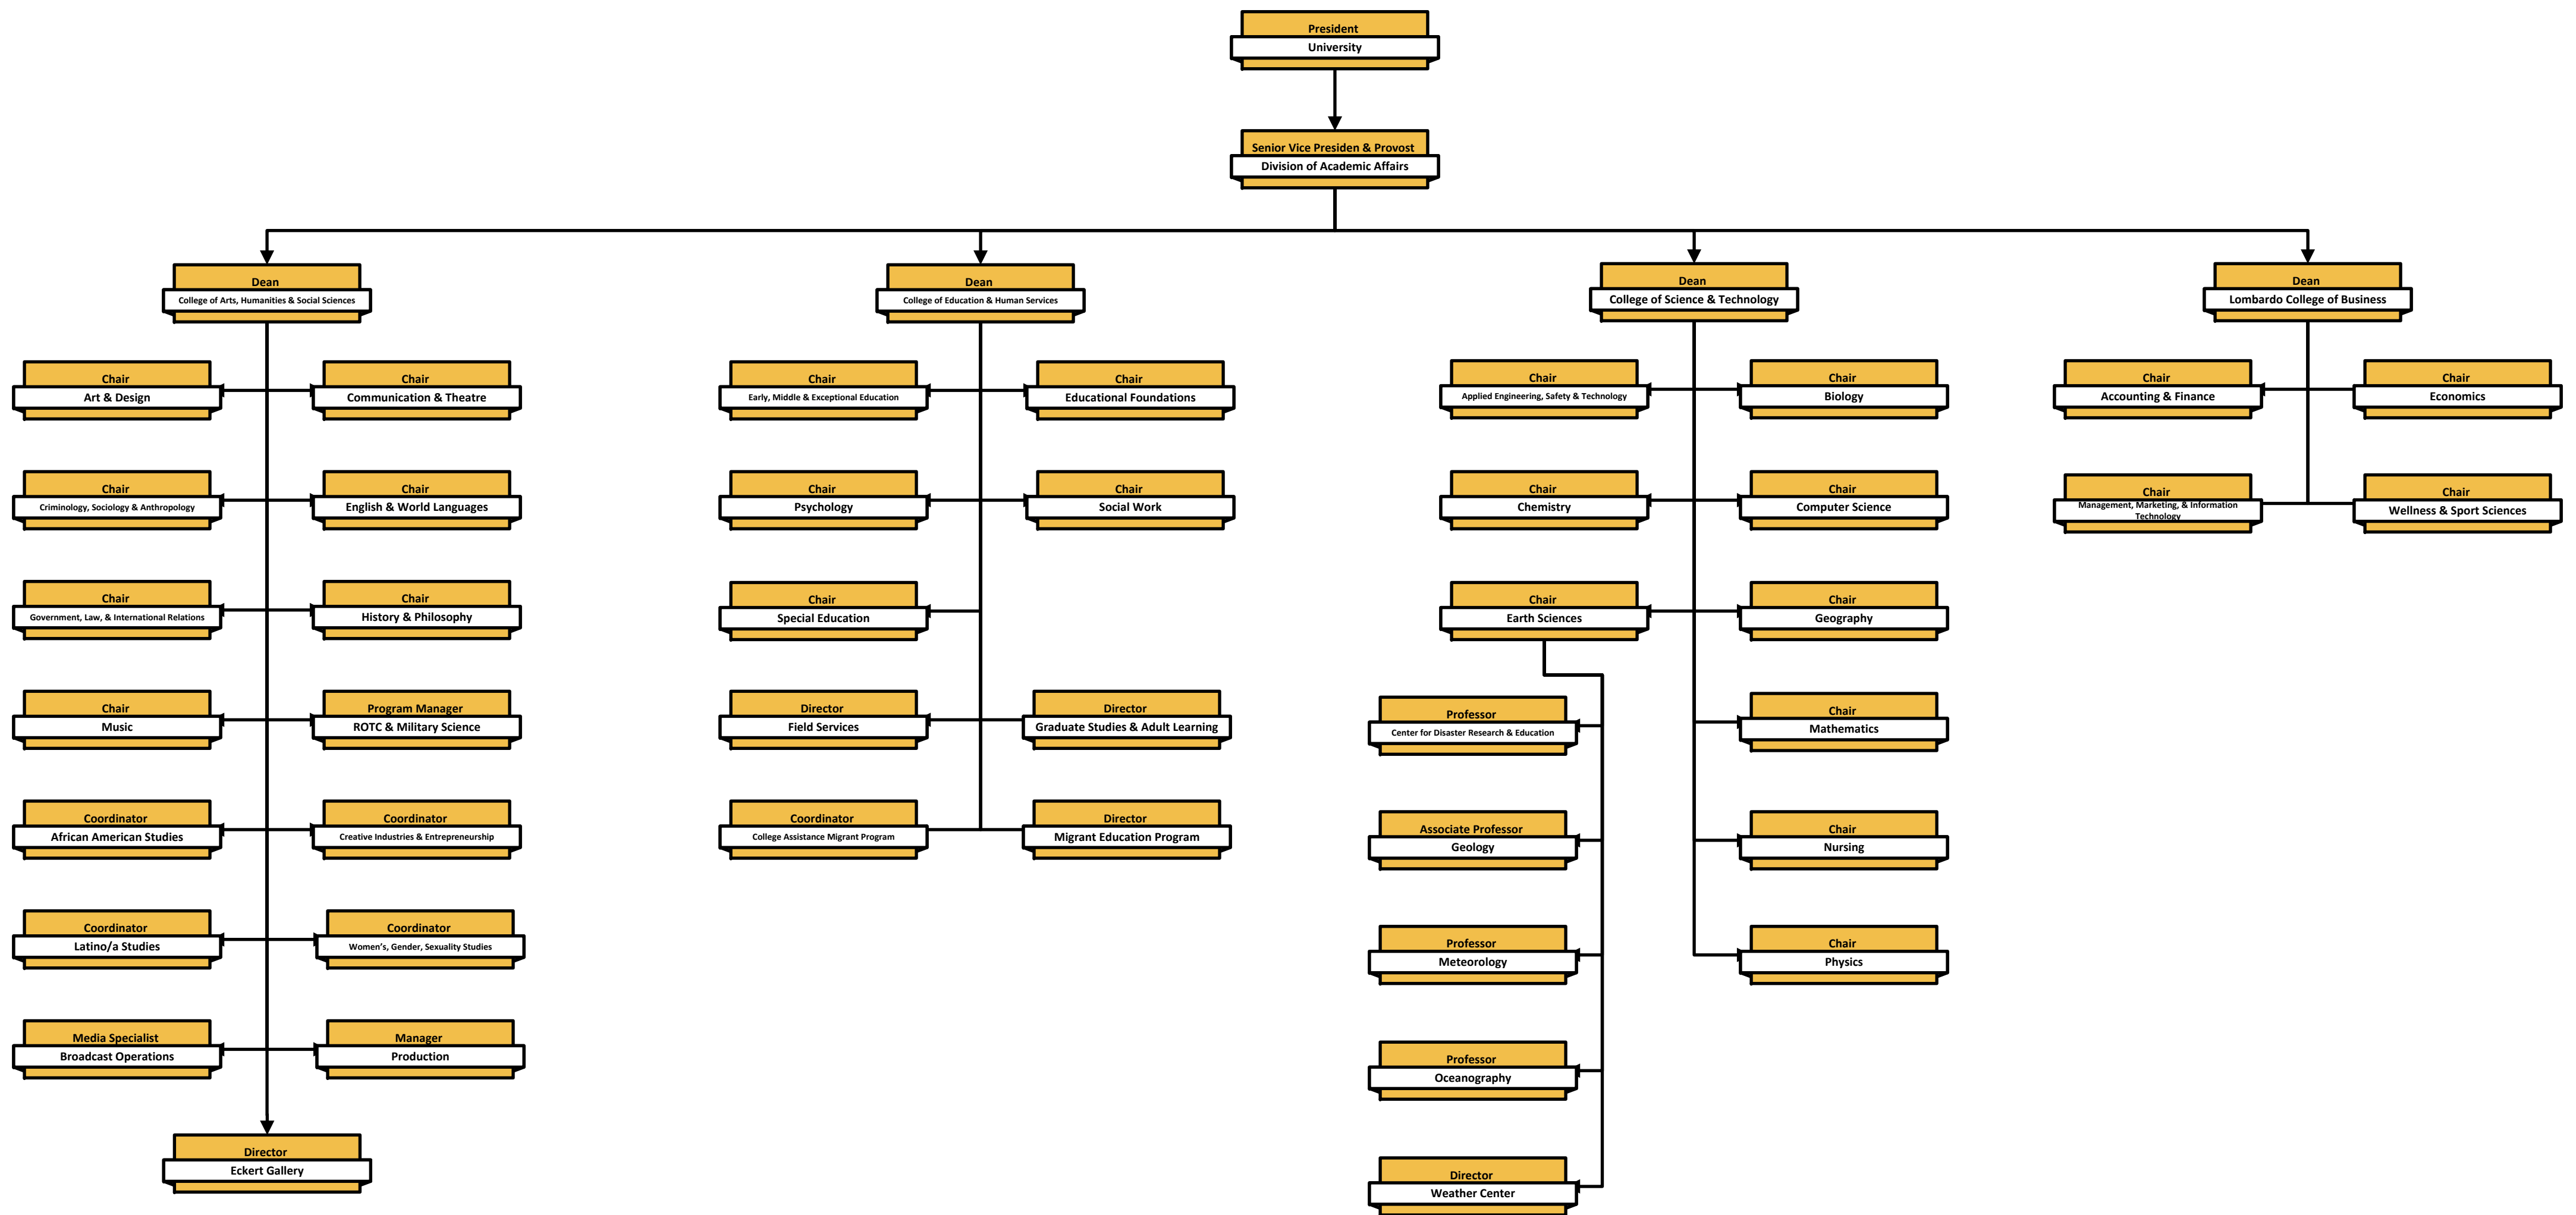 President
University
Senior Vice Presiden & Provost
Division of Academic Affairs
Dean
College of Arts, Humanities & Social Sciences
Chair
Art & Design
Chair
Communication & Theatre
Chair
Criminology, Sociology & Anthropology
Chair
English & World Languages
Chair
Government, Law, & International Relations
Chair
History & Philosophy
Chair
Music
Program Manager
ROTC & Military Science
Coordinator
African American Studies
Coordinator
Creative Industries & Entrepreneurship
Coordinator
Latino/a Studies
Coordinator
Women's, Gender, Sexuality Studies
Media Specialist
Broadcast Operations
Manager
Production
Director
Eckert Gallery
Dean
College of Education & Human Services
Chair
Early, Middle & Exceptional Education
Chair
Educational Foundations
Chair
Psychology
Chair
Social Work
Chair
Special Education
Director
Field Services
Director
Graduate Studies & Adult Learning
Coordinator
College Assistance Migrant Program
Director
Migrant Education Program
Dean
College of Science & Technology
Chair
Applied Engineering, Safety & Technology
Chair
Biology
Chair
Chemistry
Chair
Computer Science
Chair
Earth Sciences
Chair
Geography
Professor
Center for Disaster Research & Education
Chair
Mathematics
Associate Professor
Geology
Chair
Nursing
Professor
Meteorology
Chair
Physics
Professor
Oceanography
Director
Weather Center
Dean
Lombardo College of Business
Chair
Accounting & Finance
Chair
Economics
Chair
Management, Marketing, & Information
Technology
Chair
Wellness & Sport Sciences